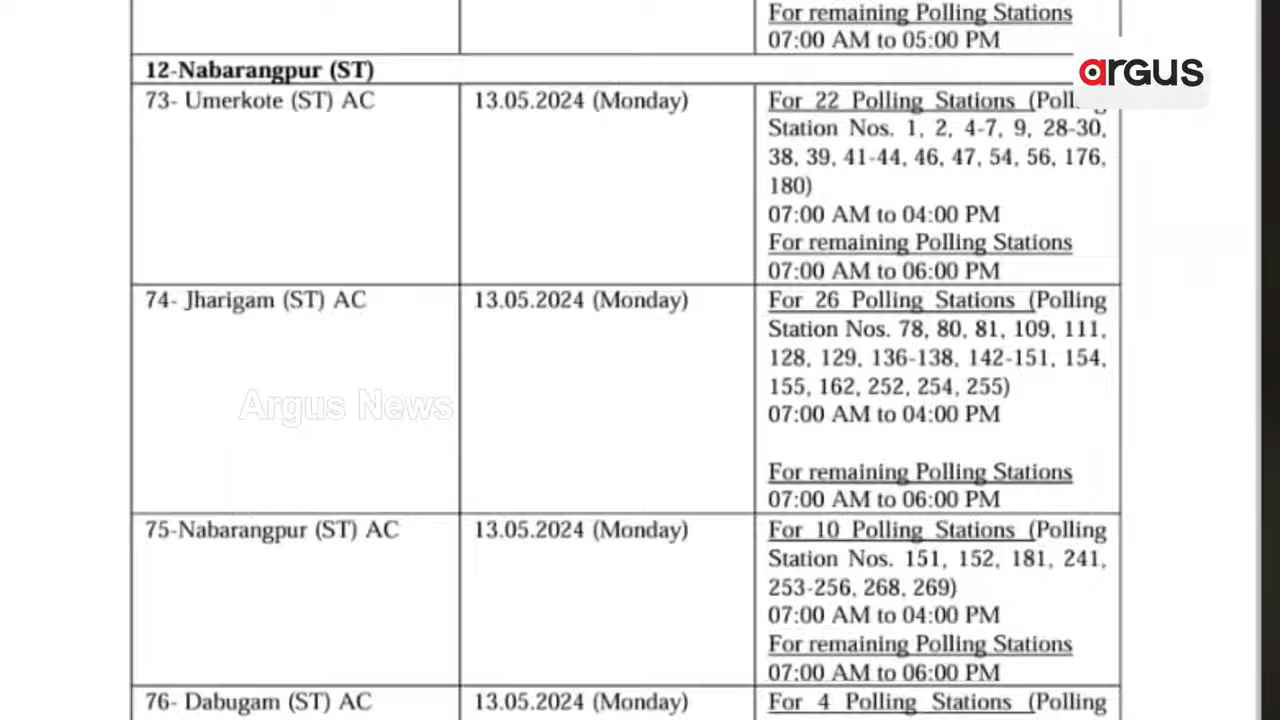 For remaining Polling Stations
07:00 AM to 05:00 PM
argus
12-Nabarangpur (ST)
73- Umerkote (ST) AC
13.05.2024 (Monday)
For 22 Polling Stations (Polling
Station Nos. 1, 2, 4-7, 9, 28-30,
38, 39, 41-44, 46, 47, 54, 56, 176,
180)
07:00 AM to 04:00 PM
For remaining Polling Stations
07:00 AM to 06:00 PM
74- Jharigam (ST) AC
13.05.2024 (Monday)
For 26 Polling Stations (Polling
Station Nos. 78, 80, 81, 109, 111,
128, 129, 136-138, 142-151, 154,
155, 162, 252, 254, 255)
07:00 AM to 04:00 PM
Argus News
For remaining Polling Stations
07:00 AM to 06:00 PM
75-Nabarangpur (ST) AC
13.05.2024 (Monday)
For 10 Polling Stations (Polling
Station Nos. 151, 152, 181, 241,
253-256, 268, 269)
07:00 AM to 04:00 PM
For remaining Polling Stations
07:00 AM to 06:00 PM
76- Dabugam (ST) AC
13.05.2024 (Monday)
For 4 Polling Stations (Polling